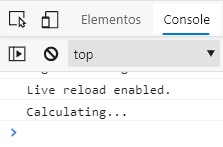 Elementos Console
top
Live reload enabled.
Calculating...